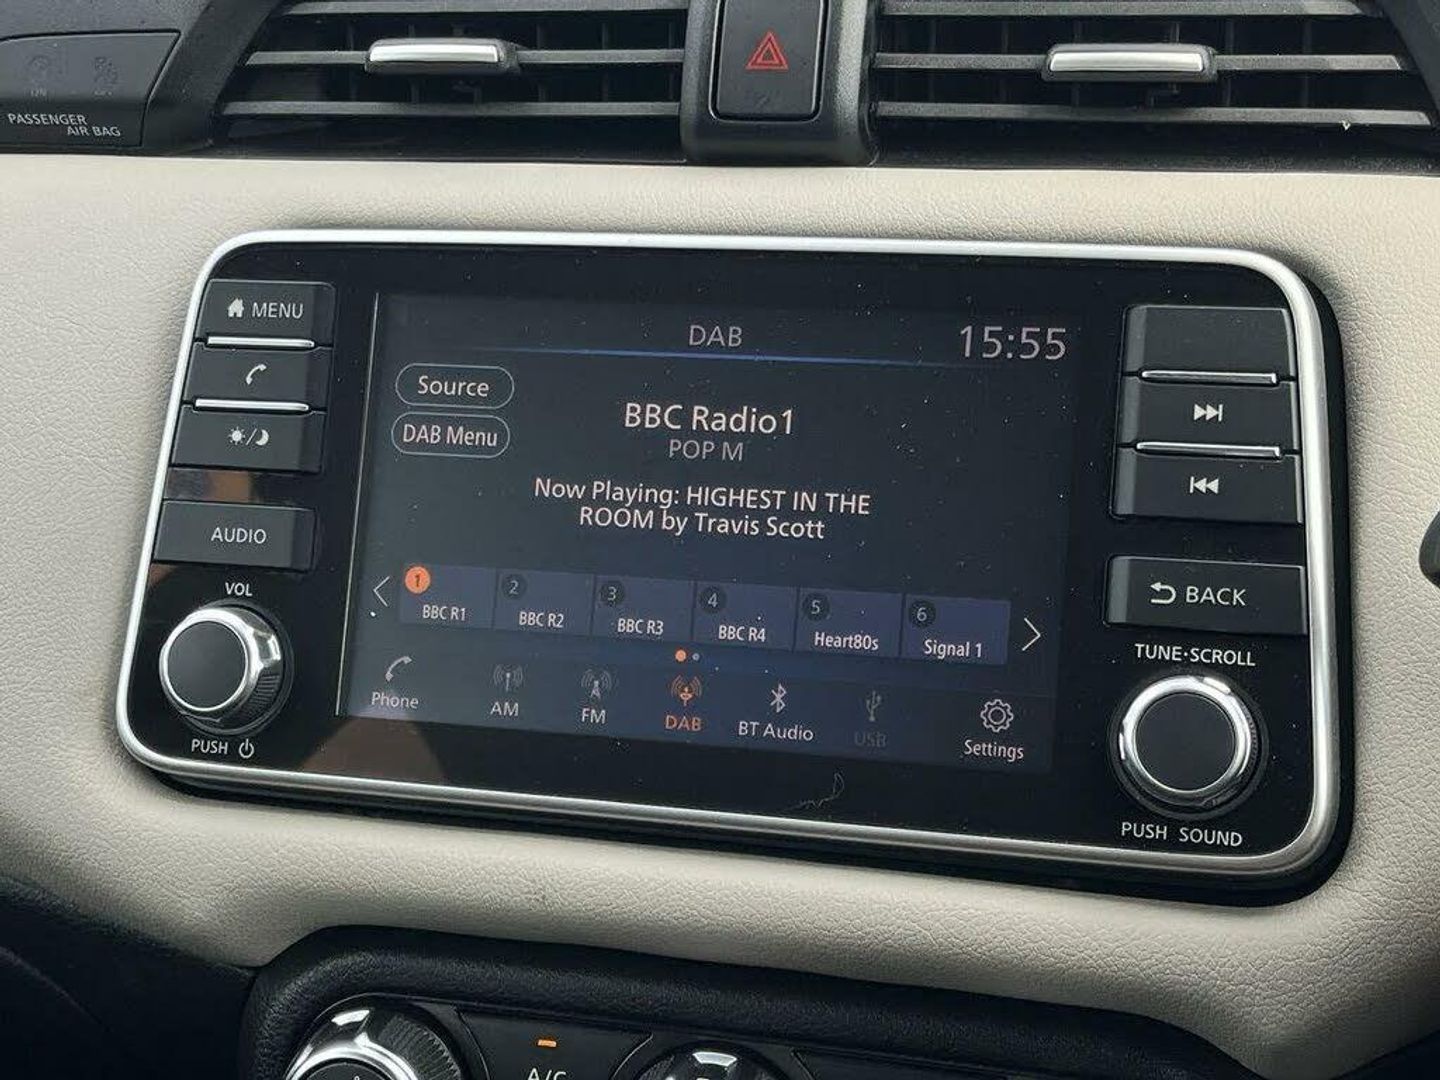 PASSENGER
AIR BAG
MENU
AUDIO
VOL
PUSH
DAB
15:55
Source
DAB Menu
BBC Radio1
POP M
Now Playing: HIGHEST IN THE
ROOM by Travis Scott
1
BBC R1
2
BBC R2
3
BBC R3
4
BBC R4
5
Heart80s
6
Signal 1
Phone
AM
FM
DAB
BT Audio
USB
Settings
BACK
TUNE·SCROLL
PUSH SOUND
A/C